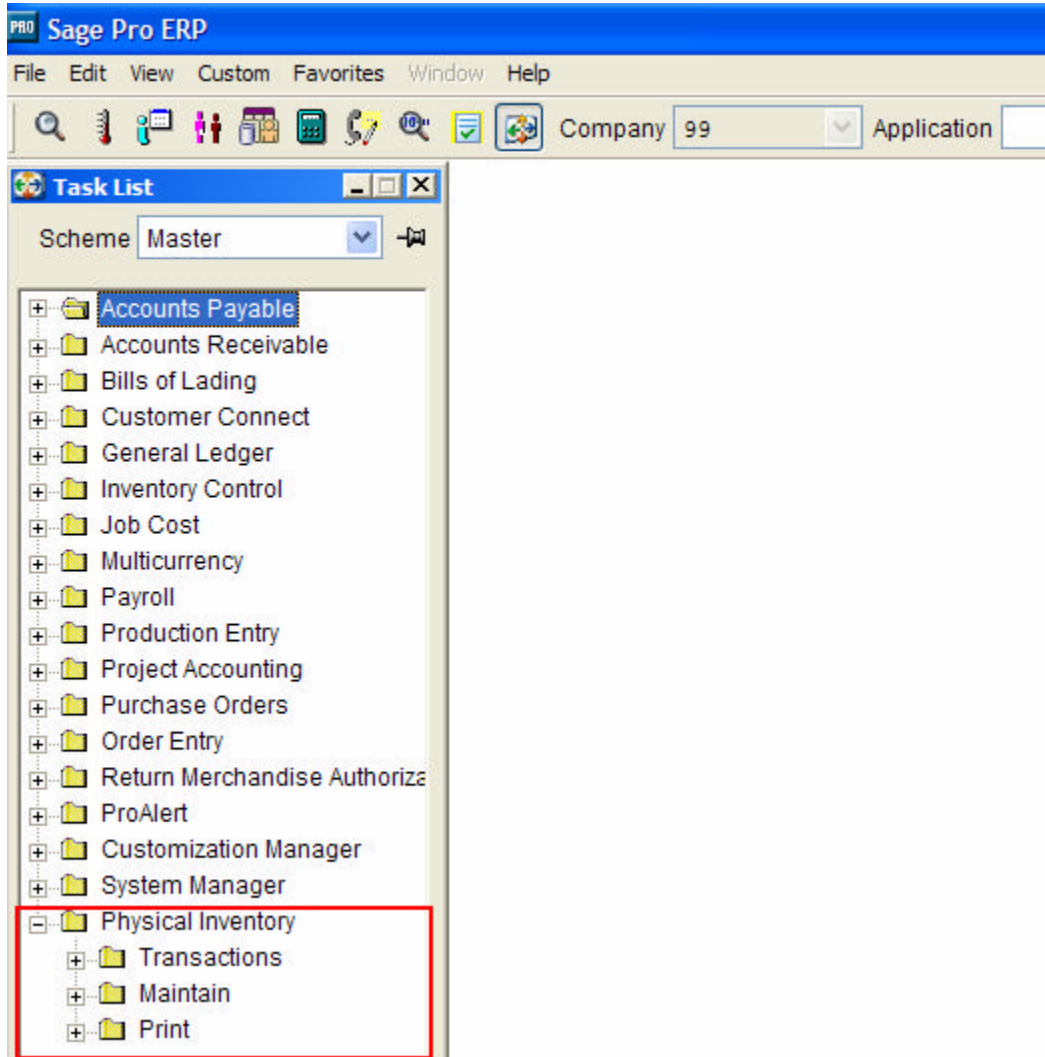 PRO Sage Pro ERP
File Edit View Custom Favorites Window Help
Company 99 Application
Task List
Scheme Master
Accounts Payable
Accounts Receivable
Bills of Lading
Customer Connect
General Ledger
Inventory Control
Job Cost
Multicurrency
Payroll
Production Entry
Project Accounting
Purchase Orders
Order Entry
Return Merchandise Authoriza
ProAlert
Customization Manager
System Manager
Physical Inventory
Transactions
Maintain
Print